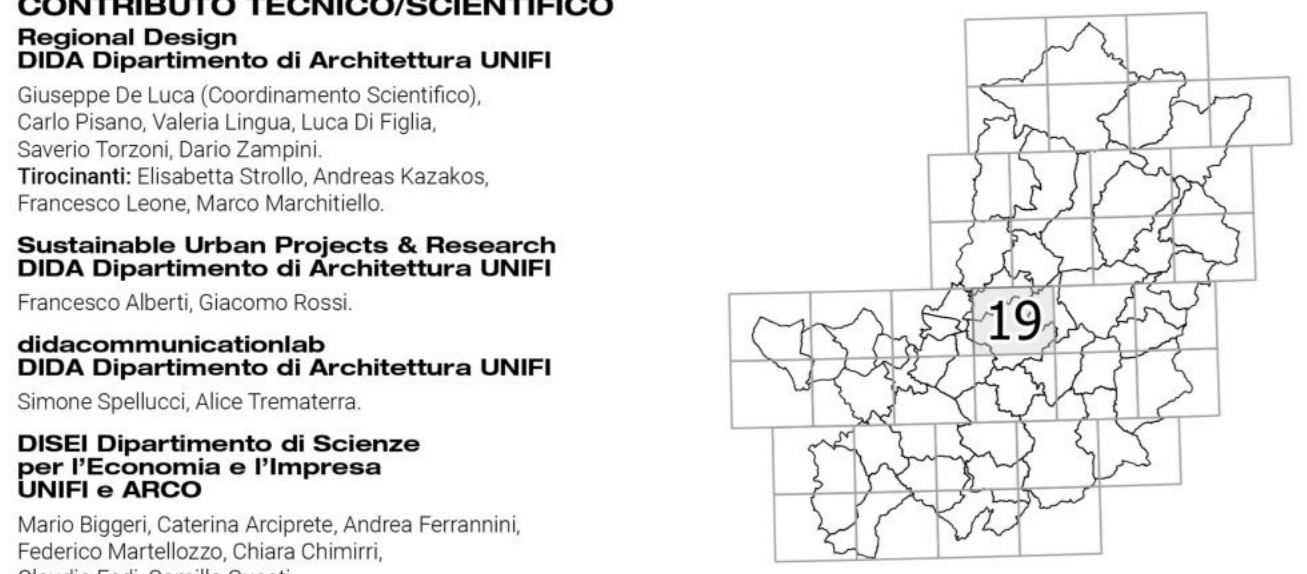 CONTRIBUTO TECNICO/SCIENTIFICO
Regional Design
DIDA Dipartimento di Architettura UNIFI
Giuseppe De Luca (Coordinamento Scientifico),
Carlo Pisano, Valeria Lingua, Luca Di Figlia,
Saverio Torzoni, Dario Zampini.
Tirocinanti: Elisabetta Strollo, Andreas Kazakos,
Francesco Leone, Marco Marchitiello.
Sustainable Urban Projects & Research
DIDA Dipartimento di Architettura UNIFI
Francesco Alberti, Giacomo Rossi.
didacommunicationlab
DIDA Dipartimento di Architettura UNIFI
Simone Spellucci, Alice Trematerra.
DISEI Dipartimento di Scienze
per l'Economia e l'Impresa
UNIFI e ARCO
Mario Biggeri, Caterina Arciprete, Andrea Ferrannini,
Federico Martellozzo, Chiara Chimirri,
19